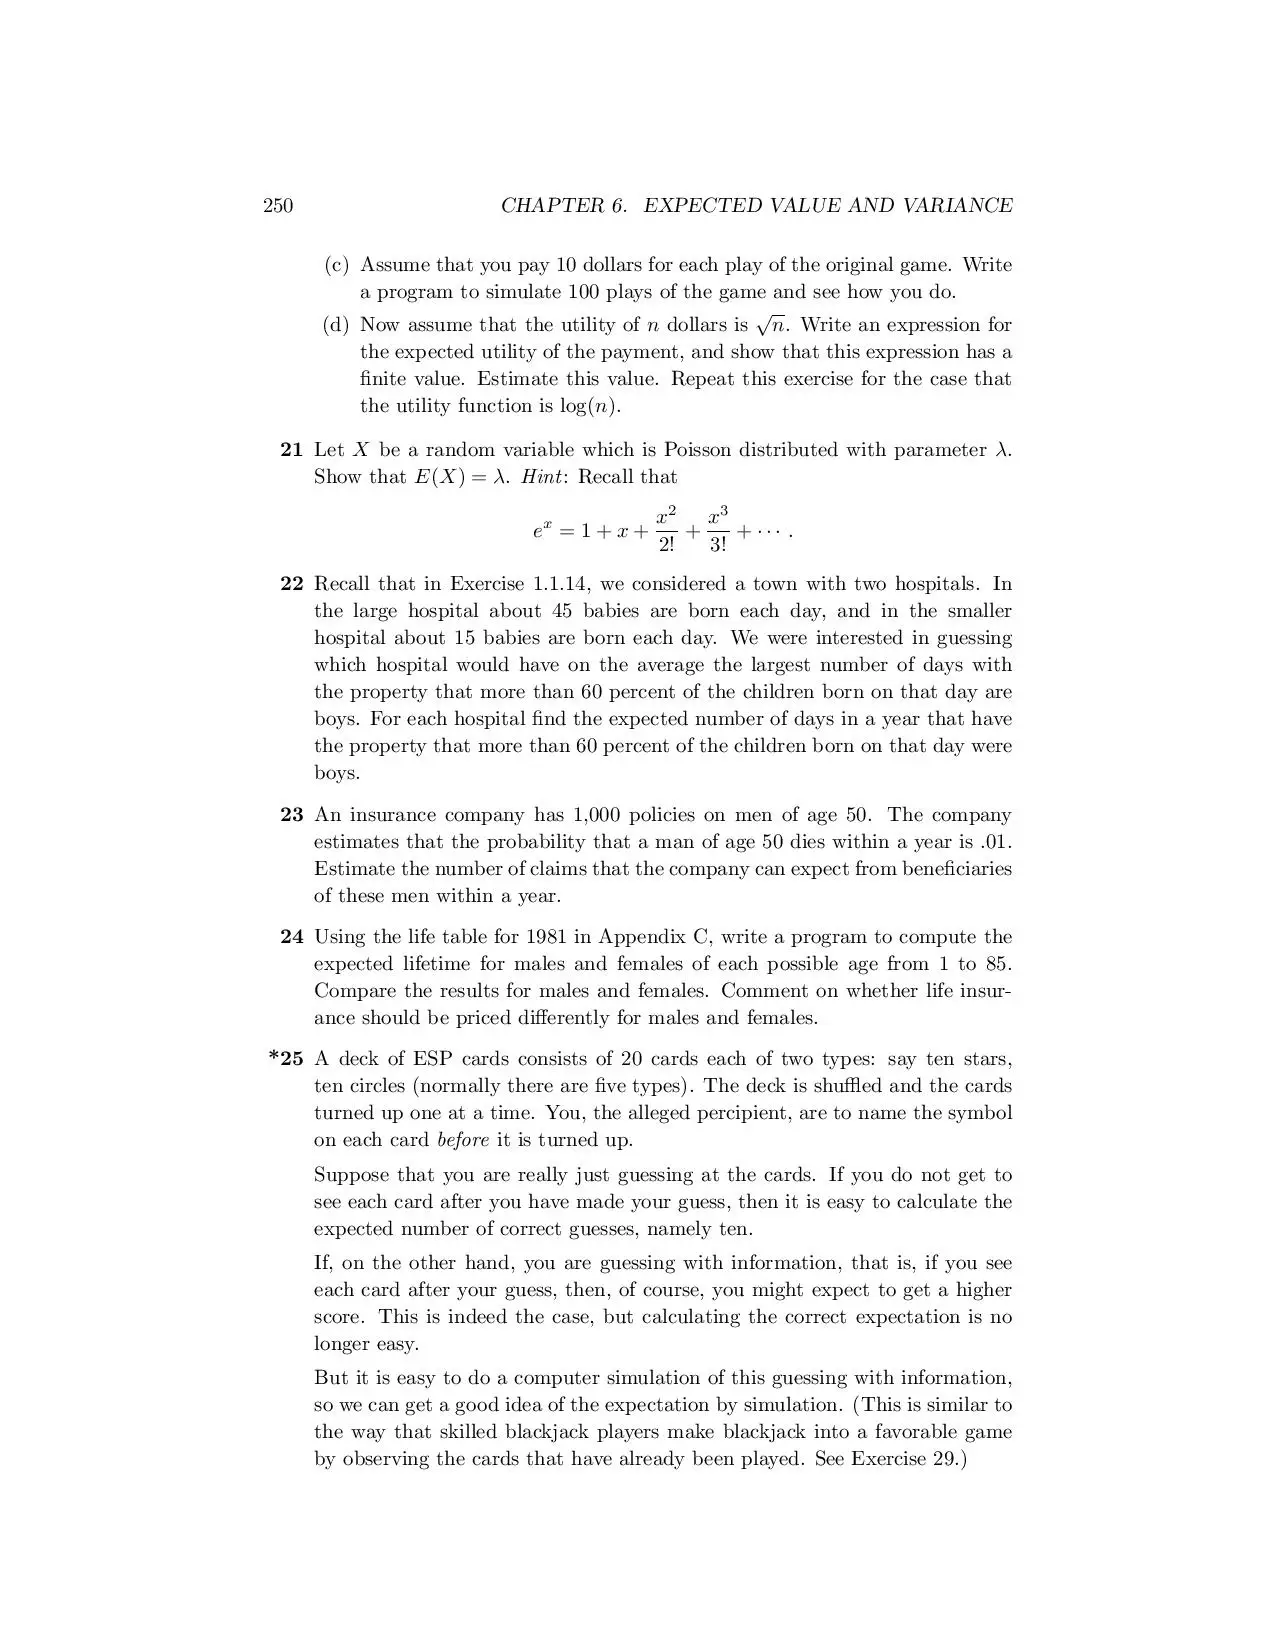 250 CHAPTER 6. EXPECTED VALUE AND VARIANCE
(c) Assume that you pay 10 dollars for each play of the original game. Write
a program to simulate 100 plays of the game and see how you do.
(d) Now assume that the utility of n dollars is √n. Write an expression for
the expected utility of the payment, and show that this expression has a
finite value. Estimate this value. Repeat this exercise for the case that
the utility function is log(n).
21 Let X be a random variable which is Poisson distributed with parameter λ.
Show that E(X) = λ. Hint: Recall that
e^x = 1 + x + x^2/2! + x^3/3! + ⋯ .
22 Recall that in Exercise 1.1.14, we considered a town with two hospitals. In
the large hospital about 45 babies are born each day, and in the smaller
hospital about 15 babies are born each day. We were interested in guessing
which hospital would have on the average the largest number of days with
the property that more than 60 percent of the children born on that day are
boys. For each hospital find the expected number of days in a year that have
the property that more than 60 percent of the children born on that day were
boys.
23 An insurance company has 1,000 policies on men of age 50. The company
estimates that the probability that a man of age 50 dies within a year is .01.
Estimate the number of claims that the company can expect from beneficiaries
of these men within a year.
24 Using the life table for 1981 in Appendix C, write a program to compute the
expected lifetime for males and females of each possible age from 1 to 85.
Compare the results for males and females. Comment on whether life insur-
ance should be priced differently for males and females.
*25 A deck of ESP cards consists of 20 cards each of two types: say ten stars,
ten circles (normally there are five types). The deck is shuffled and the cards
turned up one at a time. You, the alleged percipient, are to name the symbol
on each card before it is turned up.
Suppose that you are really just guessing at the cards. If you do not get to
see each card after you have made your guess, then it is easy to calculate the
expected number of correct guesses, namely ten.
If, on the other hand, you are guessing with information, that is, if you see
each card after your guess, then, of course, you might expect to get a higher
score. This is indeed the case, but calculating the correct expectation is no
longer easy.
But it is easy to do a computer simulation of this guessing with information,
so we can get a good idea of the expectation by simulation. (This is similar to
the way that skilled blackjack players make blackjack into a favorable game
by observing the cards that have already been played. See Exercise 29.)